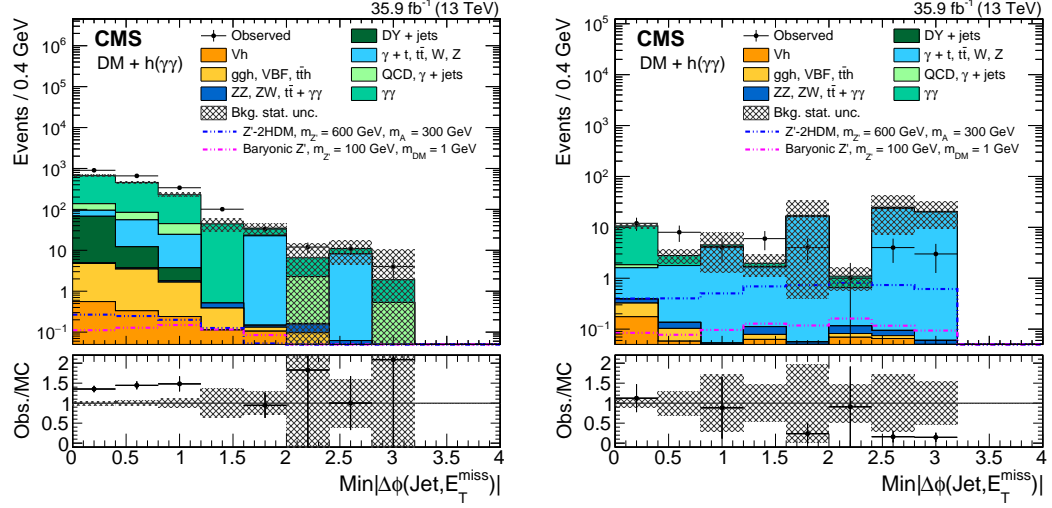 35.9 fb⁻¹ (13 TeV)
CMS
DM + h(γγ)
Observed
Vh
ggh, VBF, tt̄h
ZZ, ZW, tt̄ + γγ
Bkg. stat. unc.
DY + jets
γ + t, tt̄, W, Z
QCD, γ + jets
γγ
Z'-2HDM, m_Z' = 600 GeV, m_A = 300 GeV
Baryonic Z', m_Z' = 100 GeV, m_DM = 1 GeV
Events / 0.4 GeV
10⁶
10⁵
10⁴
10³
10²
10
1
10⁻¹
Obs./MC
2
1.5
1
0.5
0
0 0.5 1 1.5 2 2.5 3 3.5 4
Min|Δϕ(Jet,E_T^miss)|
35.9 fb⁻¹ (13 TeV)
CMS
DM + h(γγ)
Observed
Vh
ggh, VBF, tt̄h
ZZ, ZW, tt̄ + γγ
Bkg. stat. unc.
DY + jets
γ + t, tt̄, W, Z
QCD, γ + jets
γγ
Z'-2HDM, m_Z' = 600 GeV, m_A = 300 GeV
Baryonic Z', m_Z' = 100 GeV, m_DM = 1 GeV
Events / 0.4 GeV
10⁵
10⁴
10³
10²
10
1
10⁻¹
Obs./MC
2
1.5
1
0.5
0
0 0.5 1 1.5 2 2.5 3 3.5 4
Min|Δϕ(Jet,E_T^miss)|